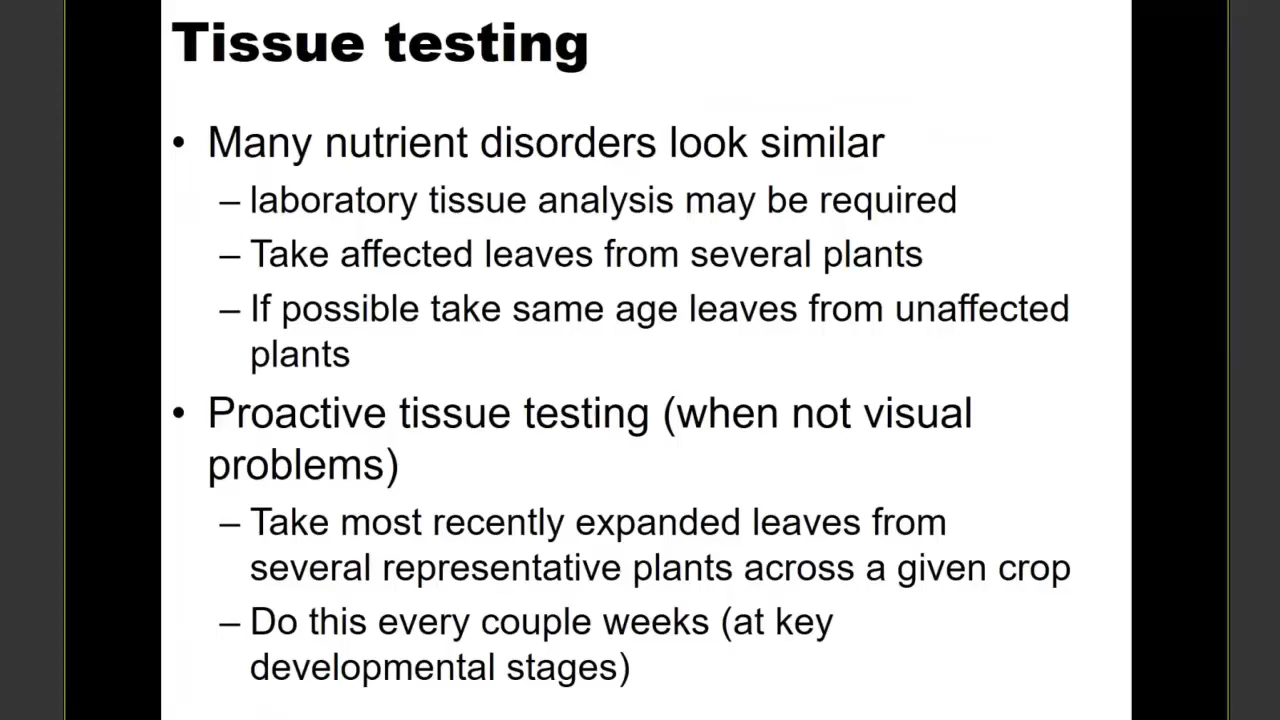 Tissue testing
• Many nutrient disorders look similar
– laboratory tissue analysis may be required
– Take affected leaves from several plants
– If possible take same age leaves from unaffected
plants
• Proactive tissue testing (when not visual
problems)
– Take most recently expanded leaves from
several representative plants across a given crop
– Do this every couple weeks (at key
developmental stages)